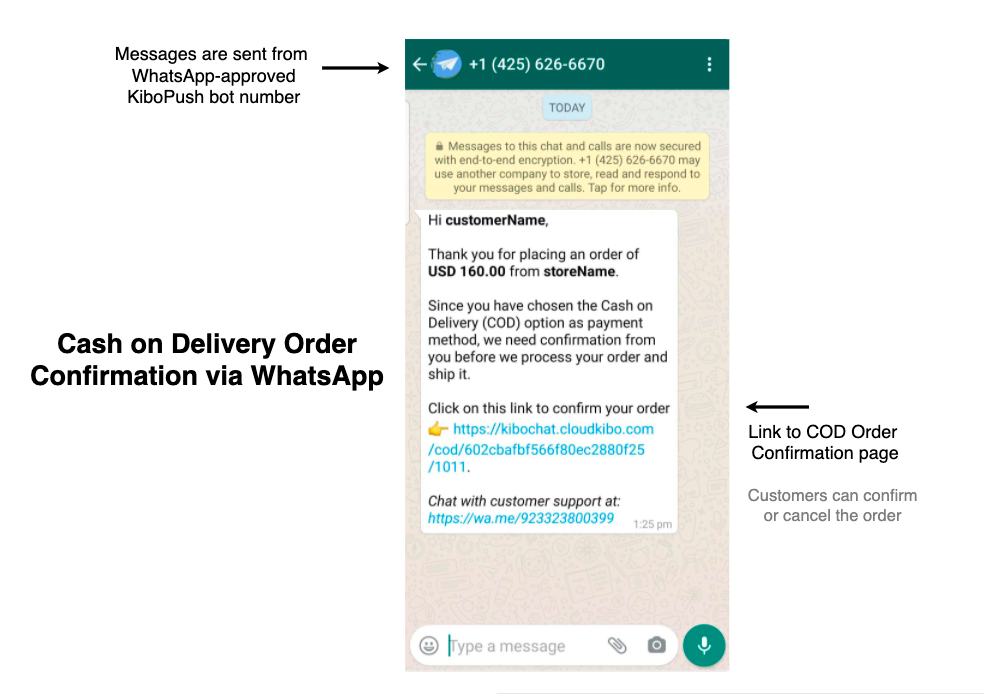 Messages are sent from
WhatsApp-approved
KiboPush bot number
+1 (425) 626-6670
TODAY
Messages to this chat and calls are now secured
with end-to-end encryption. +1 (425) 626-6670 may
use another company to store, read and respond to
your messages and calls. Tap for more info.
Hi customerName,
Thank you for placing an order of
USD 160.00 from storeName.
Since you have chosen the Cash on
Delivery (COD) option as payment
method, we need confirmation from
you before we process your order and
ship it.
Click on this link to confirm your order
👉 https://kibochat.cloudkibo.com
/cod/602cbafbf566f80ec2880f25
/1011.
Chat with customer support at:
https://wa.me/923323800399
1:25 pm
Cash on Delivery Order
Confirmation via WhatsApp
Link to COD Order
Confirmation page
Customers can confirm
or cancel the order
Type a message